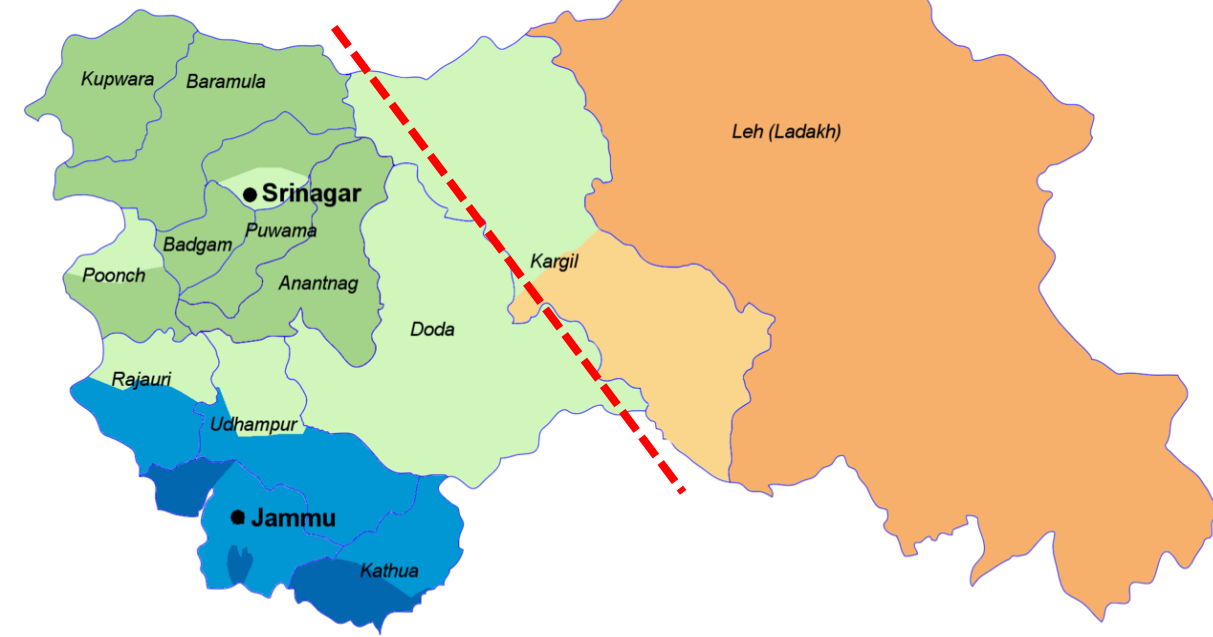 Kupwara
Baramula
Leh (Ladakh)
Srinagar
Puwama
Badgam
Kargil
Poonch
Anantnag
Doda
Rajauri
Udhampur
Jammu
Kathua